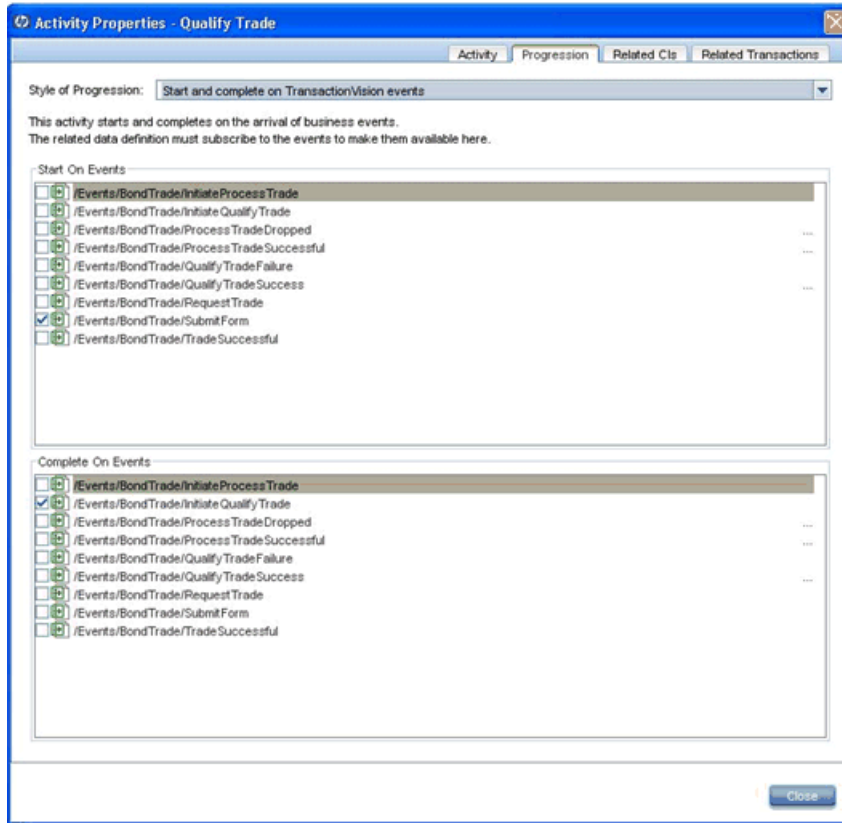 hp Activity Properties - Qualify Trade
Activity Progression Related CIs Related Transactions
Style of Progression: Start and complete on TransactionVision events
This activity starts and completes on the arrival of business events.
The related data definition must subscribe to the events to make them available here.
Start On Events
/Events/BondTrade/InitiateProcessTrade
/Events/BondTrade/InitiateQualifyTrade
/Events/BondTrade/ProcessTradeDropped ...
/Events/BondTrade/ProcessTradeSuccessful ...
/Events/BondTrade/QualifyTradeFailure
/Events/BondTrade/QualifyTradeSuccess ...
/Events/BondTrade/RequestTrade
/Events/BondTrade/SubmitForm
/Events/BondTrade/TradeSuccessful
Complete On Events
/Events/BondTrade/InitiateProcessTrade
/Events/BondTrade/InitiateQualifyTrade
/Events/BondTrade/ProcessTradeDropped ...
/Events/BondTrade/ProcessTradeSuccessful ...
/Events/BondTrade/QualifyTradeFailure
/Events/BondTrade/QualifyTradeSuccess ...
/Events/BondTrade/RequestTrade
/Events/BondTrade/SubmitForm
/Events/BondTrade/TradeSuccessful
Close